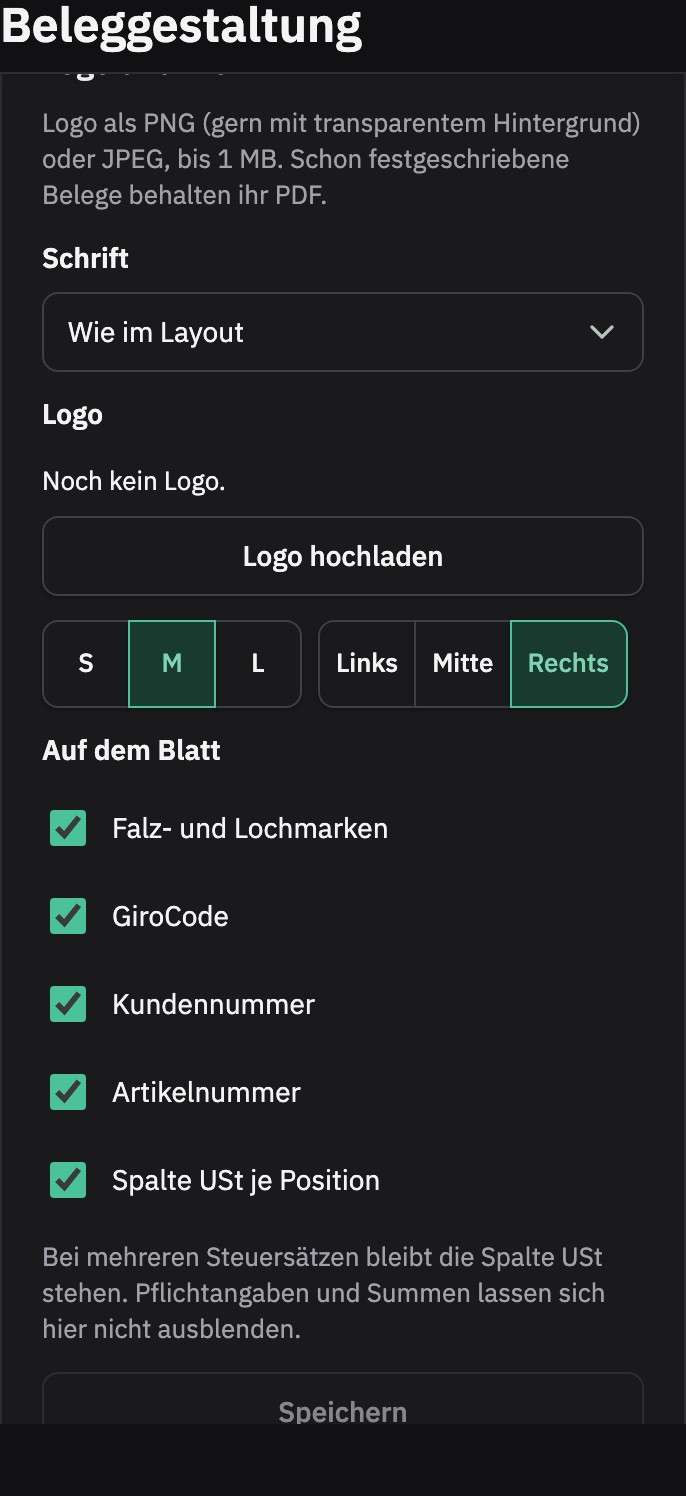 Beleggestaltung
Logo als PNG (gern mit transparentem Hintergrund)
oder JPEG, bis 1 MB. Schon festgeschriebene
Belege behalten ihr PDF.
Schrift
Wie im Layout
Logo
Noch kein Logo.
Logo hochladen
S M L Links Mitte Rechts
Auf dem Blatt
Falz- und Lochmarken
GiroCode
Kundennummer
Artikelnummer
Spalte USt je Position
Bei mehreren Steuersätzen bleibt die Spalte USt
stehen. Pflichtangaben und Summen lassen sich
hier nicht ausblenden.
Speichern